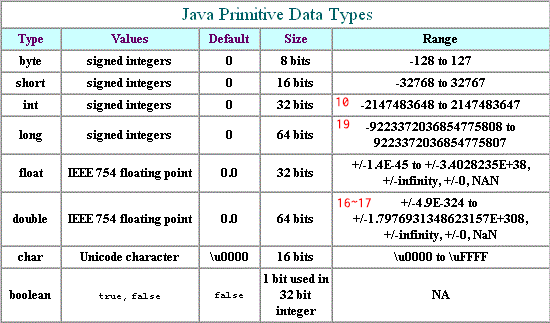 Java Primitive Data Types
Type Values Default Size Range
byte signed integers 0 8 bits -128 to 127
short signed integers 0 16 bits -32768 to 32767
int signed integers 0 32 bits 10 -2147483648 to 2147483647
long signed integers 0 64 bits 19 -9223372036854775808 to
9223372036854775807
float IEEE 754 floating point 0.0 32 bits +/-1.4E-45 to +/-3.4028235E+38,
+/-infinity, +/-0, NAN
double IEEE 754 floating point 0.0 64 bits 16~17 +/-4.9E-324 to
+/-1.7976931348623157E+308,
+/-infinity, +/-0, NaN
char Unicode character \u0000 16 bits \u0000 to \uFFFF
boolean true, false false 1 bit used in
32 bit
integer NA